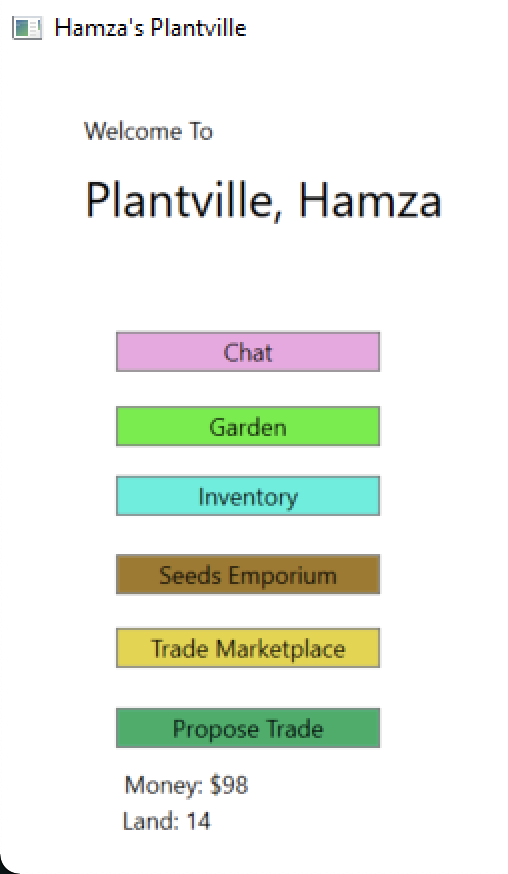 Hamza's Plantville
Welcome To
Plantville, Hamza
Chat
Garden
Inventory
Seeds Emporium
Trade Marketplace
Propose Trade
Money: $98
Land: 14